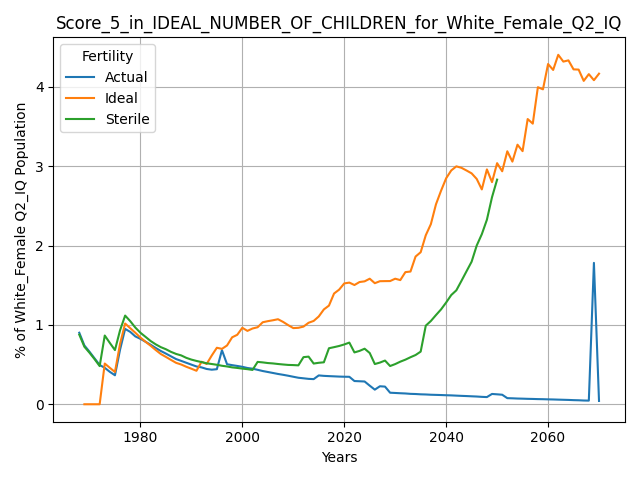 Score_5_in_IDEAL_NUMBER_OF_CHILDREN_for_White_Female_Q2_IQ
Fertility
Actual
Ideal
Sterile
% of White_Female Q2_IQ Population
4
3
2
1
0
1980 2000 2020 2040 2060
Years